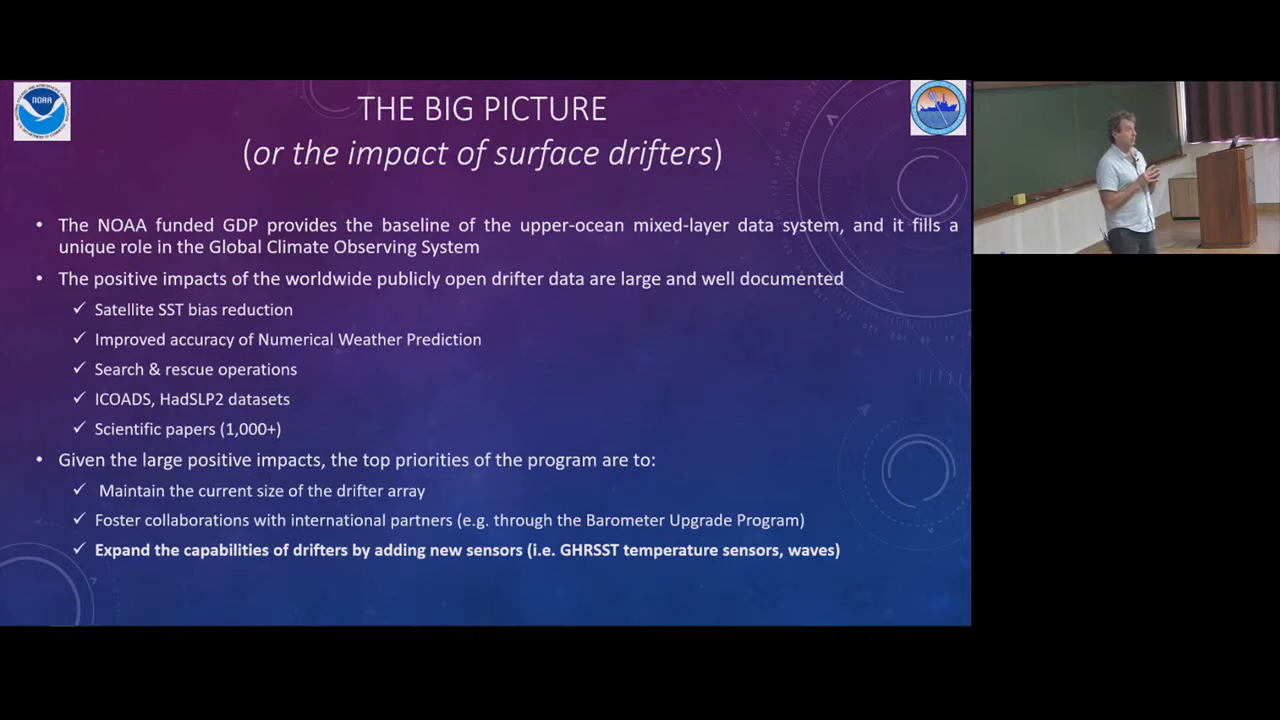 NOAA
THE BIG PICTURE
(or the impact of surface drifters)
• The NOAA funded GDP provides the baseline of the upper-ocean mixed-layer data system, and it fills a
unique role in the Global Climate Observing System
• The positive impacts of the worldwide publicly open drifter data are large and well documented
✓ Satellite SST bias reduction
✓ Improved accuracy of Numerical Weather Prediction
✓ Search & rescue operations
✓ ICOADS, HadSLP2 datasets
✓ Scientific papers (1,000+)
• Given the large positive impacts, the top priorities of the program are to:
✓ Maintain the current size of the drifter array
✓ Foster collaborations with international partners (e.g. through the Barometer Upgrade Program)
✓ Expand the capabilities of drifters by adding new sensors (i.e. GHRSST temperature sensors, waves)